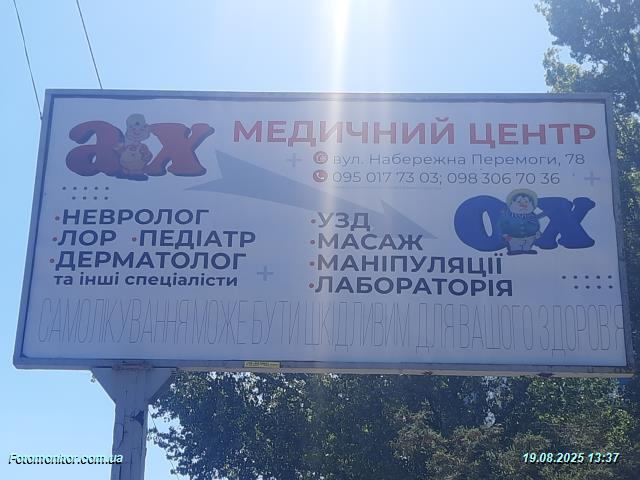 ах
МЕДИЧНИЙ ЦЕНТР
вул. Набережна Перемоги, 78
095 017 73 03; 098 306 70 36
ох
·НЕВРОЛОГ
·ЛОР ·ПЕДІАТР
·ДЕРМАТОЛОГ
та інші спеціалісти
·УЗД
·МАСАЖ
·МАНІПУЛЯЦІЇ
·ЛАБОРАТОРІЯ
САМОЛІКУВАННЯ МОЖЕ БУТИ ШКІДЛИВИМ ДЛЯ ВАШОГО ЗДОРОВ'Я
Fotomonitor.com.ua
19.08.2025 13:37